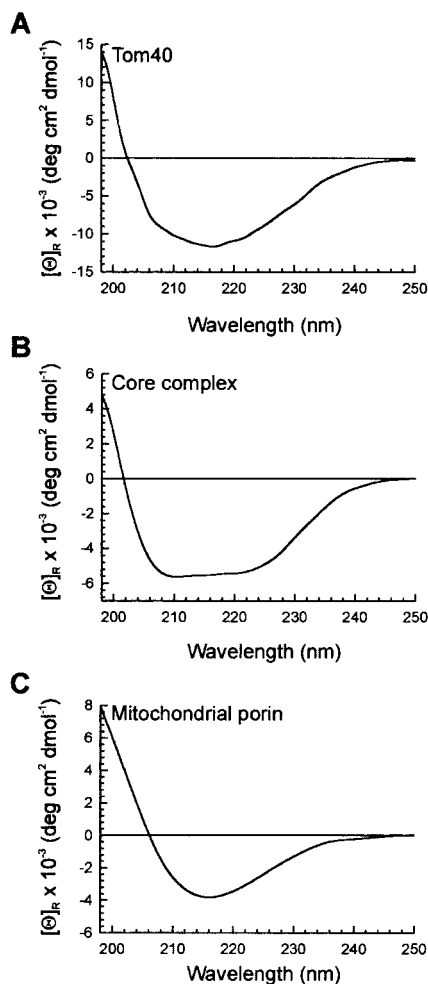 A
Tom40
[Θ]R x 10⁻³ (deg cm² dmol⁻¹)
15
10
5
0
-5
-10
-15
200 210 220 230 240 250
Wavelength (nm)
B
Core complex
[Θ]R x 10⁻³ (deg cm² dmol⁻¹)
6
4
2
0
-2
-4
-6
200 210 220 230 240 250
Wavelength (nm)
C
Mitochondrial porin
[Θ]R x 10⁻³ (deg cm² dmol⁻¹)
8
6
4
2
0
-2
-4
-6
200 210 220 230 240 250
Wavelength (nm)